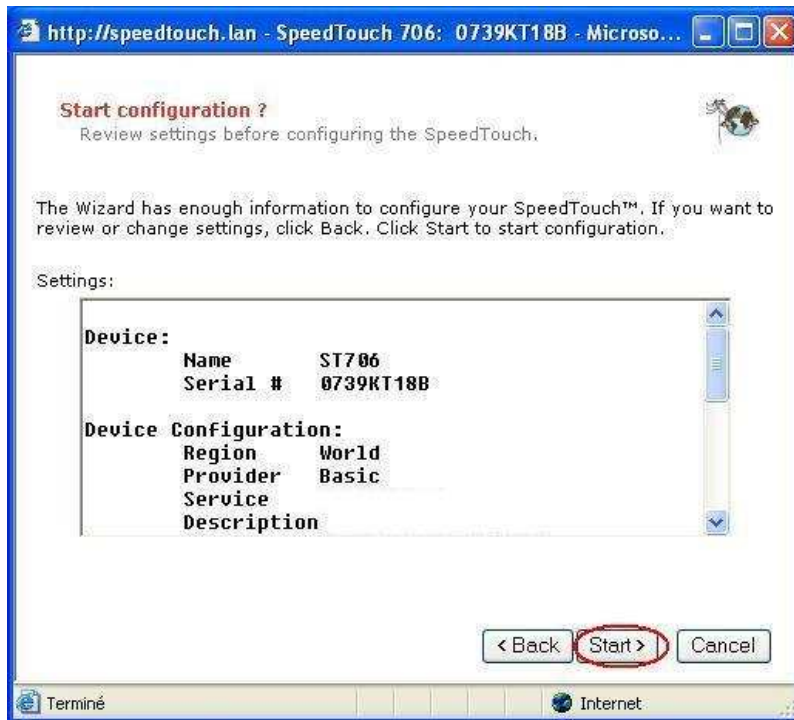 http://speedtouch.lan - SpeedTouch 706: 0739KT18B - Microso...
Start configuration ?
Review settings before configuring the SpeedTouch.
The Wizard has enough information to configure your SpeedTouch™. If you want to
review or change settings, click Back. Click Start to start configuration.
Settings:
Device:
Name ST706
Serial # 0739KT18B
Device Configuration:
Region World
Provider Basic
Service
Description
< Back Start > Cancel
Terminé Internet